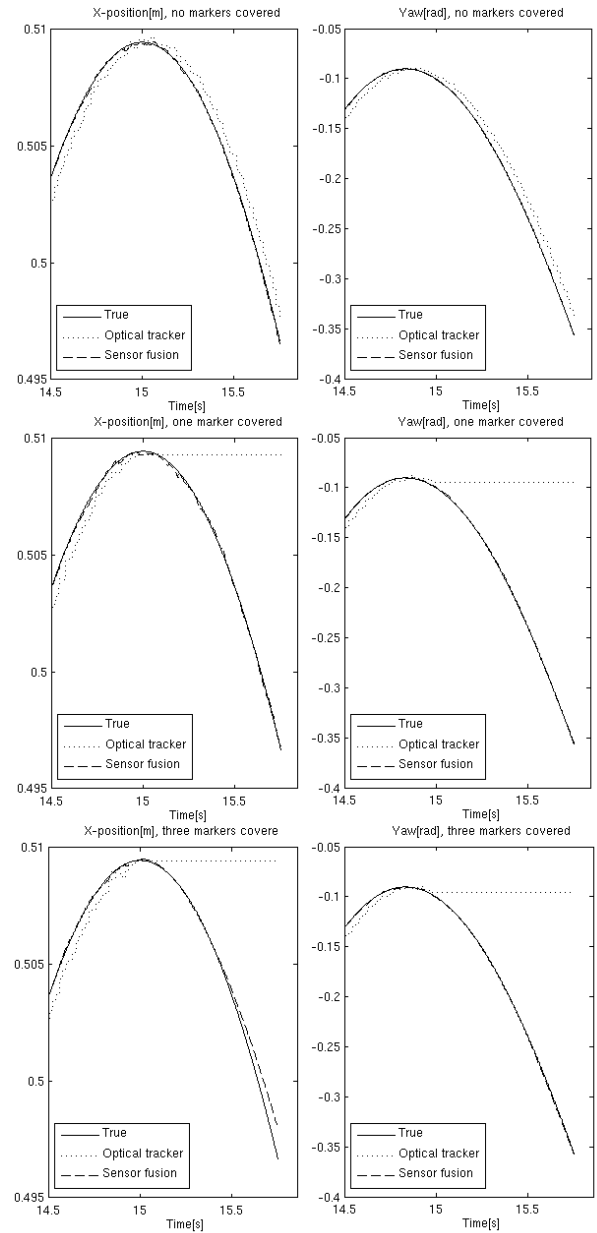 X-position[m], no markers covered
0.51
0.505
0.5
0.495
14.5 15 15.5
Time[s]
True
Optical tracker
Sensor fusion
Yaw[rad], no markers covered
-0.05
-0.1
-0.15
-0.2
-0.25
-0.3
-0.35
-0.4
14.5 15 15.5
Time[s]
True
Optical tracker
Sensor fusion
X-position[m], one marker covered
0.51
0.505
0.5
0.495
14.5 15 15.5
Time[s]
True
Optical tracker
Sensor fusion
Yaw[rad], one marker covered
-0.05
-0.1
-0.15
-0.2
-0.25
-0.3
-0.35
-0.4
14.5 15 15.5
Time[s]
True
Optical tracker
Sensor fusion
X-position[m], three markers covere
0.51
0.505
0.5
0.495
14.5 15 15.5
Time[s]
True
Optical tracker
Sensor fusion
Yaw[rad], three markers covered
-0.05
-0.1
-0.15
-0.2
-0.25
-0.3
-0.35
-0.4
14.5 15 15.5
Time[s]
True
Optical tracker
Sensor fusion